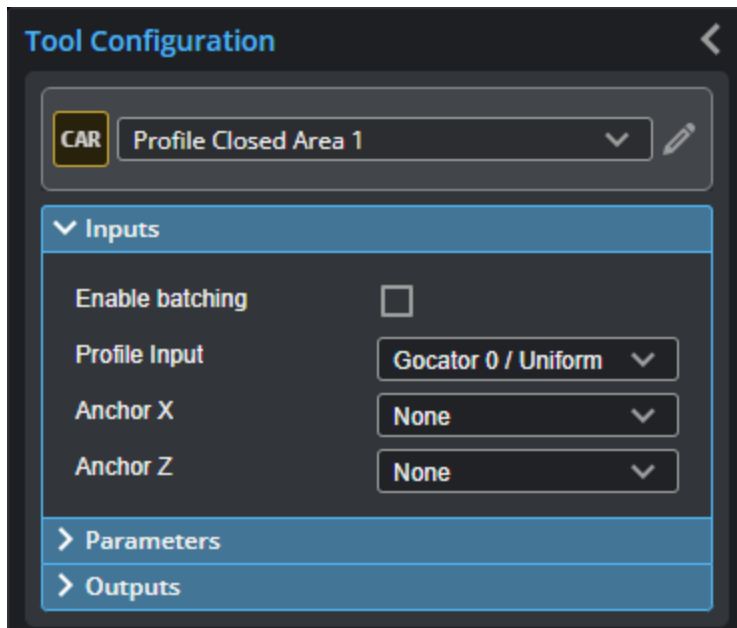 Tool Configuration
CAR Profile Closed Area 1
Inputs
Enable batching
Profile Input Gocator 0 / Uniform
Anchor X None
Anchor Z None
Parameters
Outputs